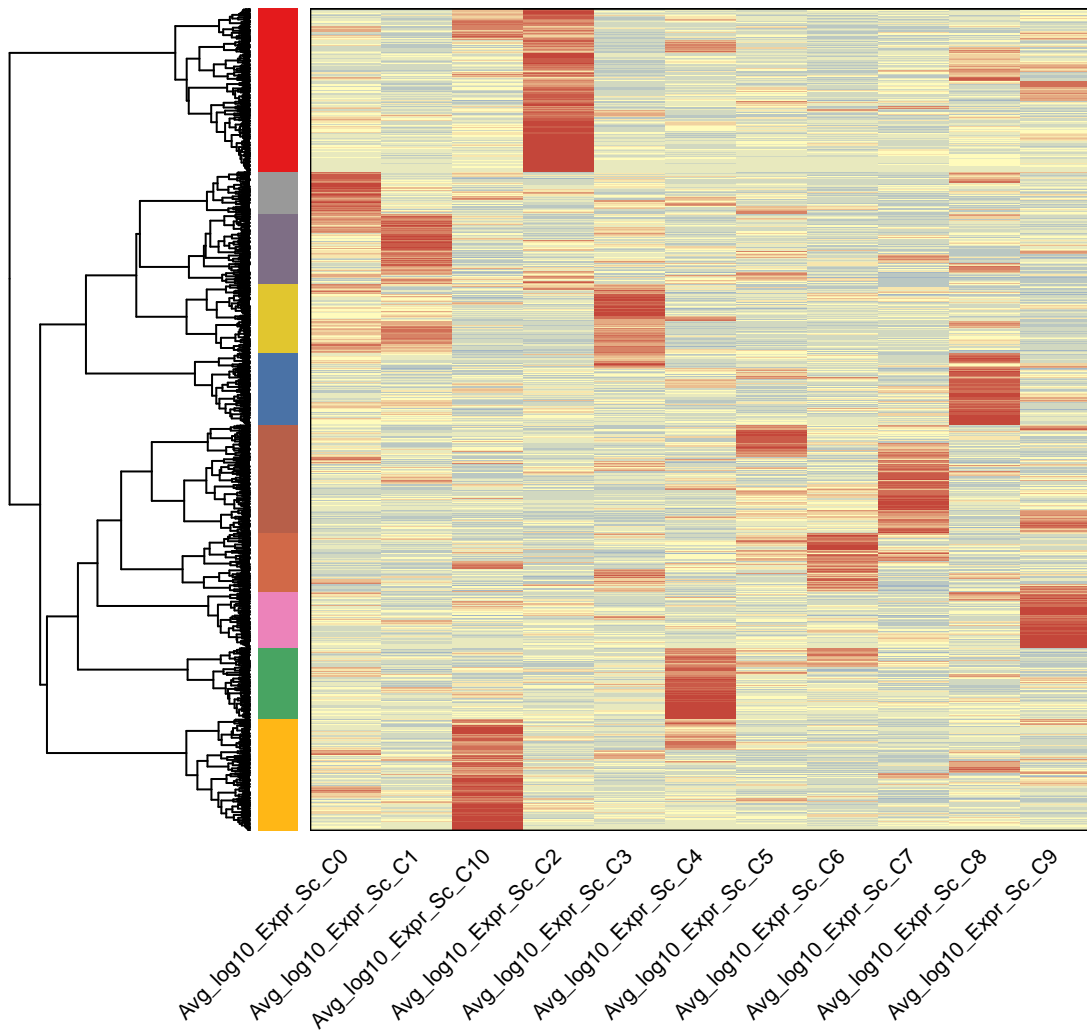 Avg_log10_Expr_Sc_C0
Avg_log10_Expr_Sc_C1
Avg_log10_Expr_Sc_C10
Avg_log10_Expr_Sc_C2
Avg_log10_Expr_Sc_C3
Avg_log10_Expr_Sc_C4
Avg_log10_Expr_Sc_C5
Avg_log10_Expr_Sc_C6
Avg_log10_Expr_Sc_C7
Avg_log10_Expr_Sc_C8
Avg_log10_Expr_Sc_C9